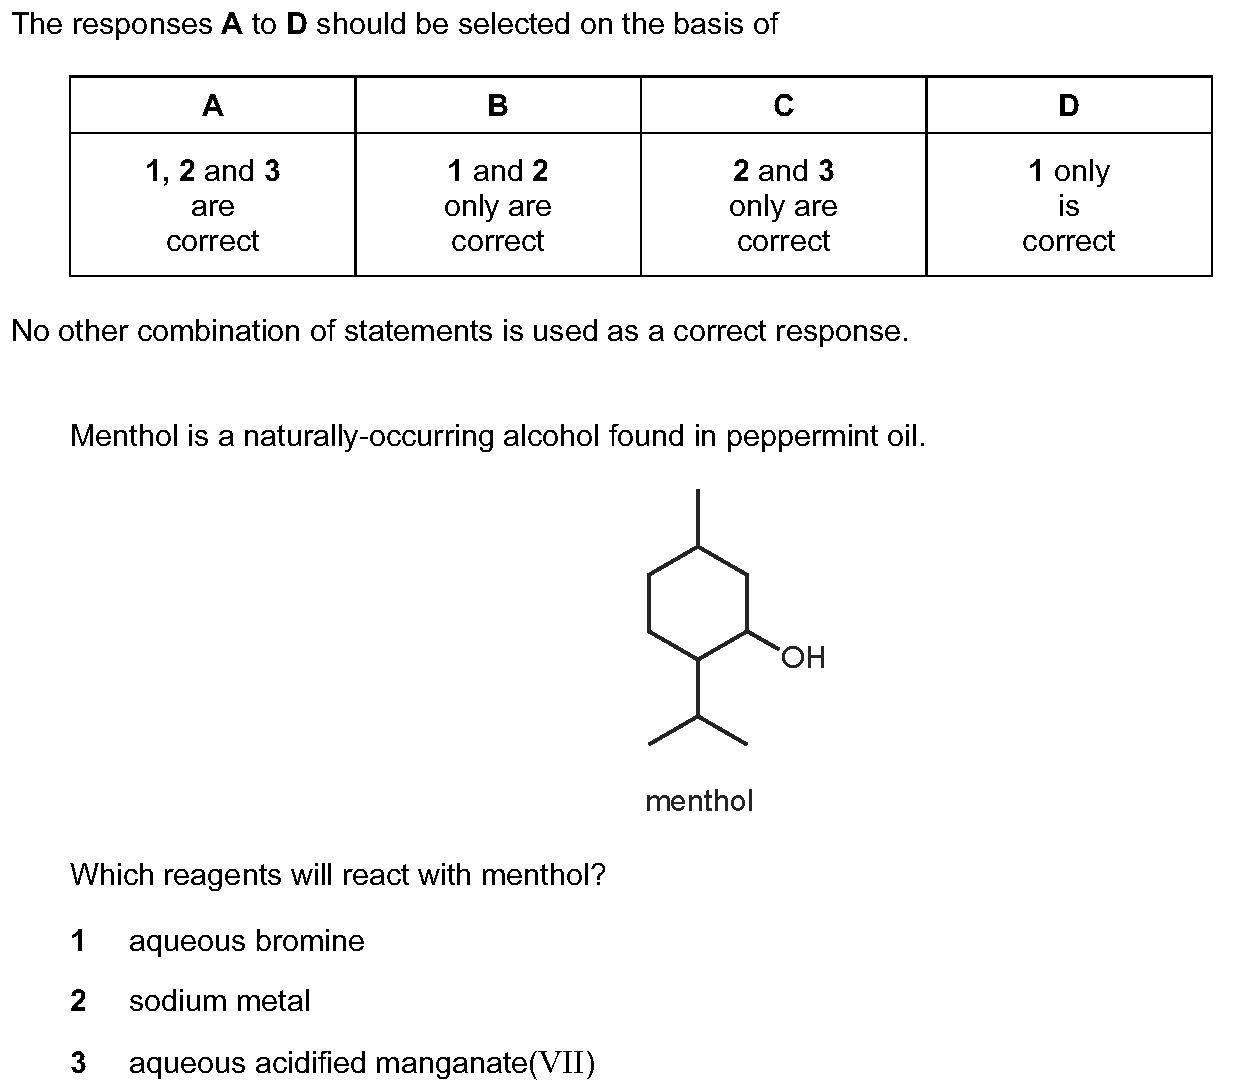 The responses A to D should be selected on the basis of
A B C D
1, 2 and 3 1 and 2 2 and 3 1 only
are only are only are is
correct correct correct correct
No other combination of statements is used as a correct response.
Menthol is a naturally-occurring alcohol found in peppermint oil.
OH
menthol
Which reagents will react with menthol?
1 aqueous bromine
2 sodium metal
3 aqueous acidified manganate(VII)